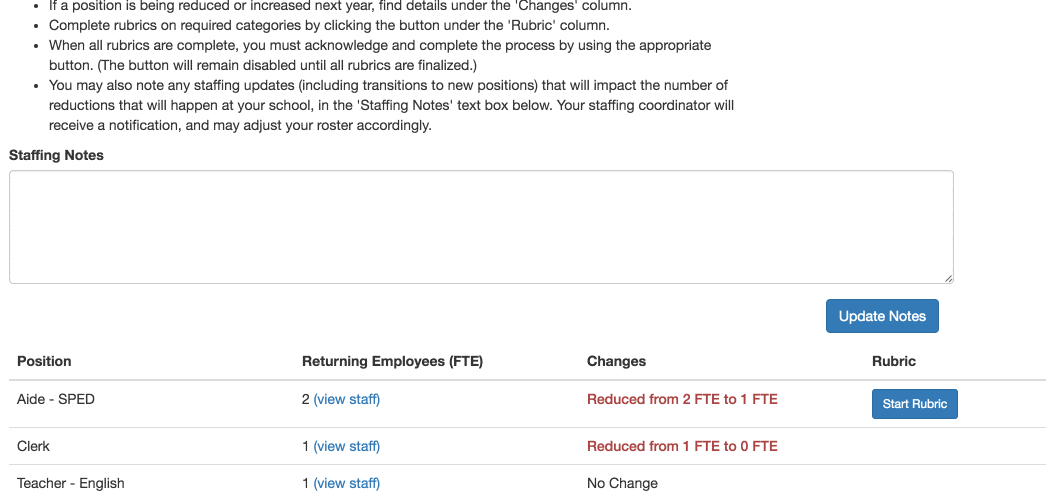 If a position is being reduced or increased next year, find details under the 'Changes' column.
Complete rubrics on required categories by clicking the button under the 'Rubric' column.
When all rubrics are complete, you must acknowledge and complete the process by using the appropriate
button. (The button will remain disabled until all rubrics are finalized.)
You may also note any staffing updates (including transitions to new positions) that will impact the number of
reductions that will happen at your school, in the 'Staffing Notes' text box below. Your staffing coordinator will
receive a notification, and may adjust your roster accordingly.
Staffing Notes
Update Notes
Position Returning Employees (FTE) Changes Rubric
Aide - SPED 2 (view staff) Reduced from 2 FTE to 1 FTE Start Rubric
Clerk 1 (view staff) Reduced from 1 FTE to 0 FTE
Teacher - English 1 (view staff) No Change